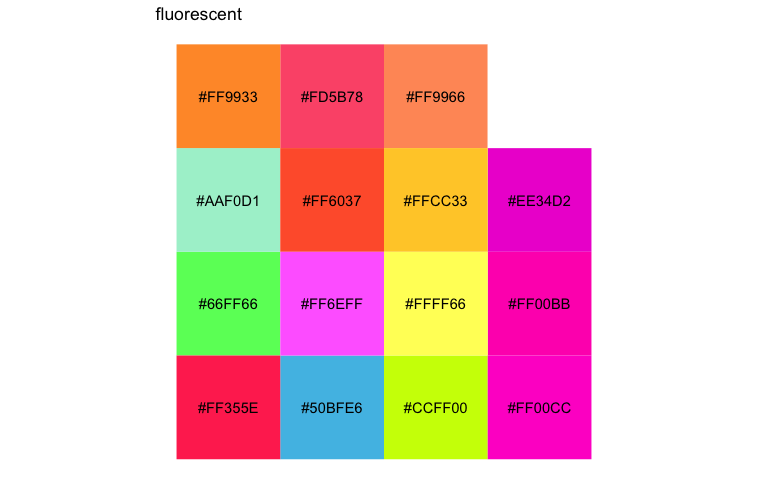 fluorescent
#FF9933 #FD5B78 #FF9966
#AAF0D1 #FF6037 #FFCC33 #EE34D2
#66FF66 #FF6EFF #FFFF66 #FF00BB
#FF355E #50BFE6 #CCFF00 #FF00CC